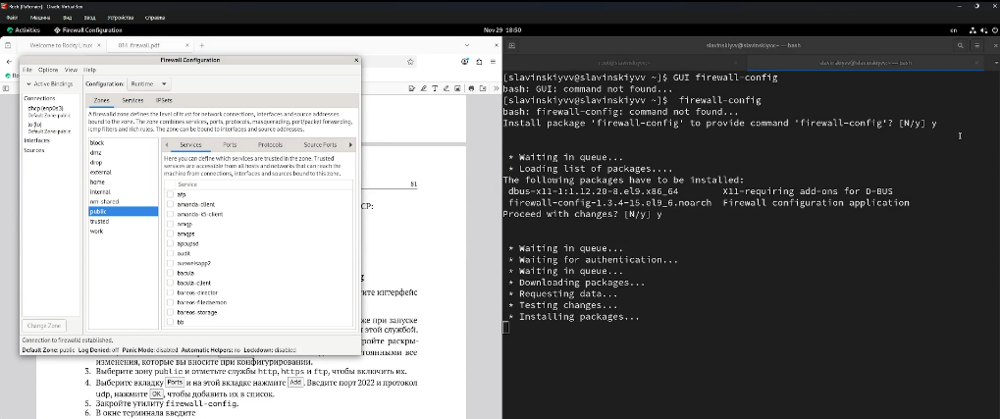 Rocky [Работает] - Oracle VirtualBox
Файл Машина Вид Ввод Устройства Справка
Activities Firewall Configuration Nov 29 18:50 en
Welcome to Rocky Linux × 014-firewall.pdf × +
Firewall Configuration
File Options View Help
Active Bindings
Connections
dhcp (enp0s3)
Default Zone: public
lo (lo)
Default Zone: public
Interfaces
Sources
Change Zone
Configuration: Runtime
Zones Services IPSets
A firewalld zone defines the level of trust for network connections, interfaces and source addresses
bound to the zone. The zone combines services, ports, protocols, masquerading, port/packet forwarding,
icmp filters and rich rules. The zone can be bound to interfaces and source addresses.
block
dmz
drop
external
home
internal
nm-shared
public
trusted
work
Services Ports Protocols Source Ports
Here you can define which services are trusted in the zone. Trusted
services are accessible from all hosts and networks that can reach the
machine from connections, interfaces and sources bound to this zone.
Service
afp
amanda-client
amanda-k5-client
amqp
amqps
apcupsd
audit
ausweisapp2
bacula
bacula-client
bareos-director
bareos-filedaemon
bareos-storage
bb
Connection to firewalld established.
Default Zone: public Log Denied: off Panic Mode: disabled Automatic Helpers: no Lockdown: disabled
81
CP:
тите интерфейс
же при запуске
этой службой.
ройте раскры-
тоянными все
изменения, которые вы вносите при конфигурировании.
3. Выберите зону public и отметьте службы http, https и ftp, чтобы включить их.
4. Выберите вкладку Ports и на этой вкладке нажмите Add. Введите порт 2022 и протокол
udp, нажмите OK, чтобы добавить их в список.
5. Закройте утилиту firewall-config.
6. В окне терминала введите
slavinskiyvv@slavinskiyvv:~ — bash
slavinskiyvv@slavinskiyvv:~ — bash
[slavinskiyvv@slavinskiyvv ~]$ GUI firewall-config
bash: GUI: command not found...
[slavinskiyvv@slavinskiyvv ~]$  firewall-config
bash: firewall-config: command not found...
Install package 'firewall-config' to provide command 'firewall-config'? [N/y] y
* Waiting in queue...
* Loading list of packages....
The following packages have to be installed:
dbus-x11-1:1.12.20-8.el9.x86_64 X11-requiring add-ons for D-BUS
firewall-config-1.3.4-15.el9_6.noarch Firewall configuration application
Proceed with changes? [N/y] y
* Waiting in queue...
* Waiting for authentication...
* Waiting in queue...
* Downloading packages...
* Requesting data...
* Testing changes...
* Installing packages...